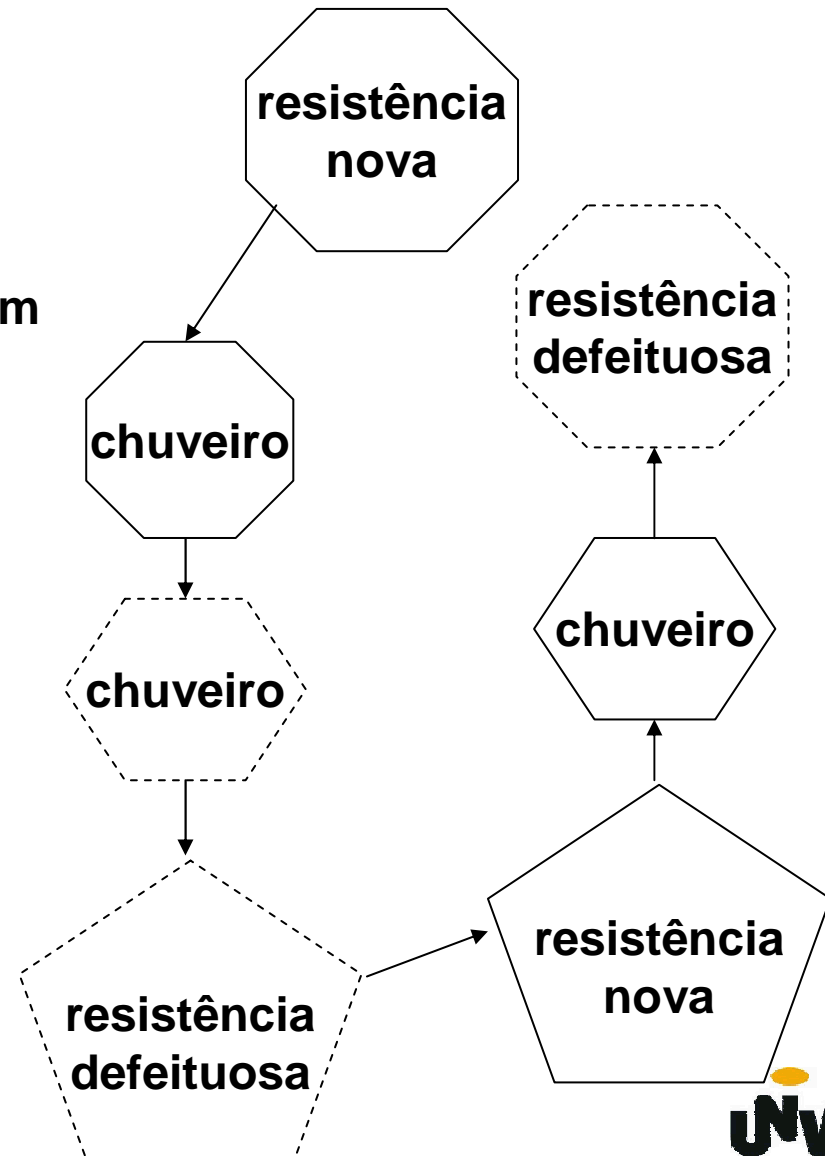 resistência
nova
m
chuveiro
chuveiro
resistência
defeituosa
resistência
nova
chuveiro
resistência
defeituosa